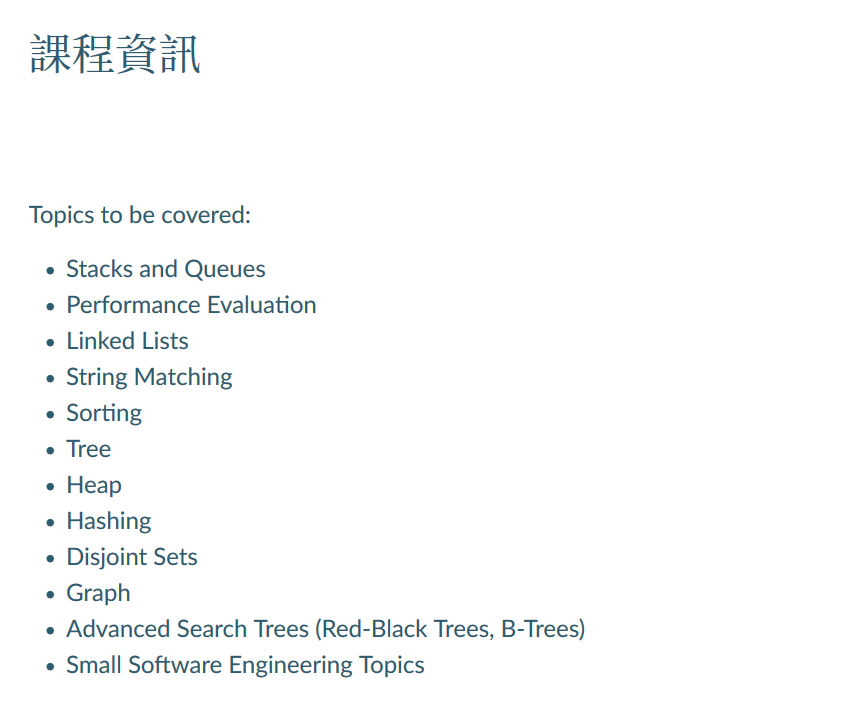 課程資訊
Topics to be covered:
• Stacks and Queues
• Performance Evaluation
• Linked Lists
• String Matching
• Sorting
• Tree
• Heap
• Hashing
• Disjoint Sets
• Graph
• Advanced Search Trees (Red-Black Trees, B-Trees)
• Small Software Engineering Topics